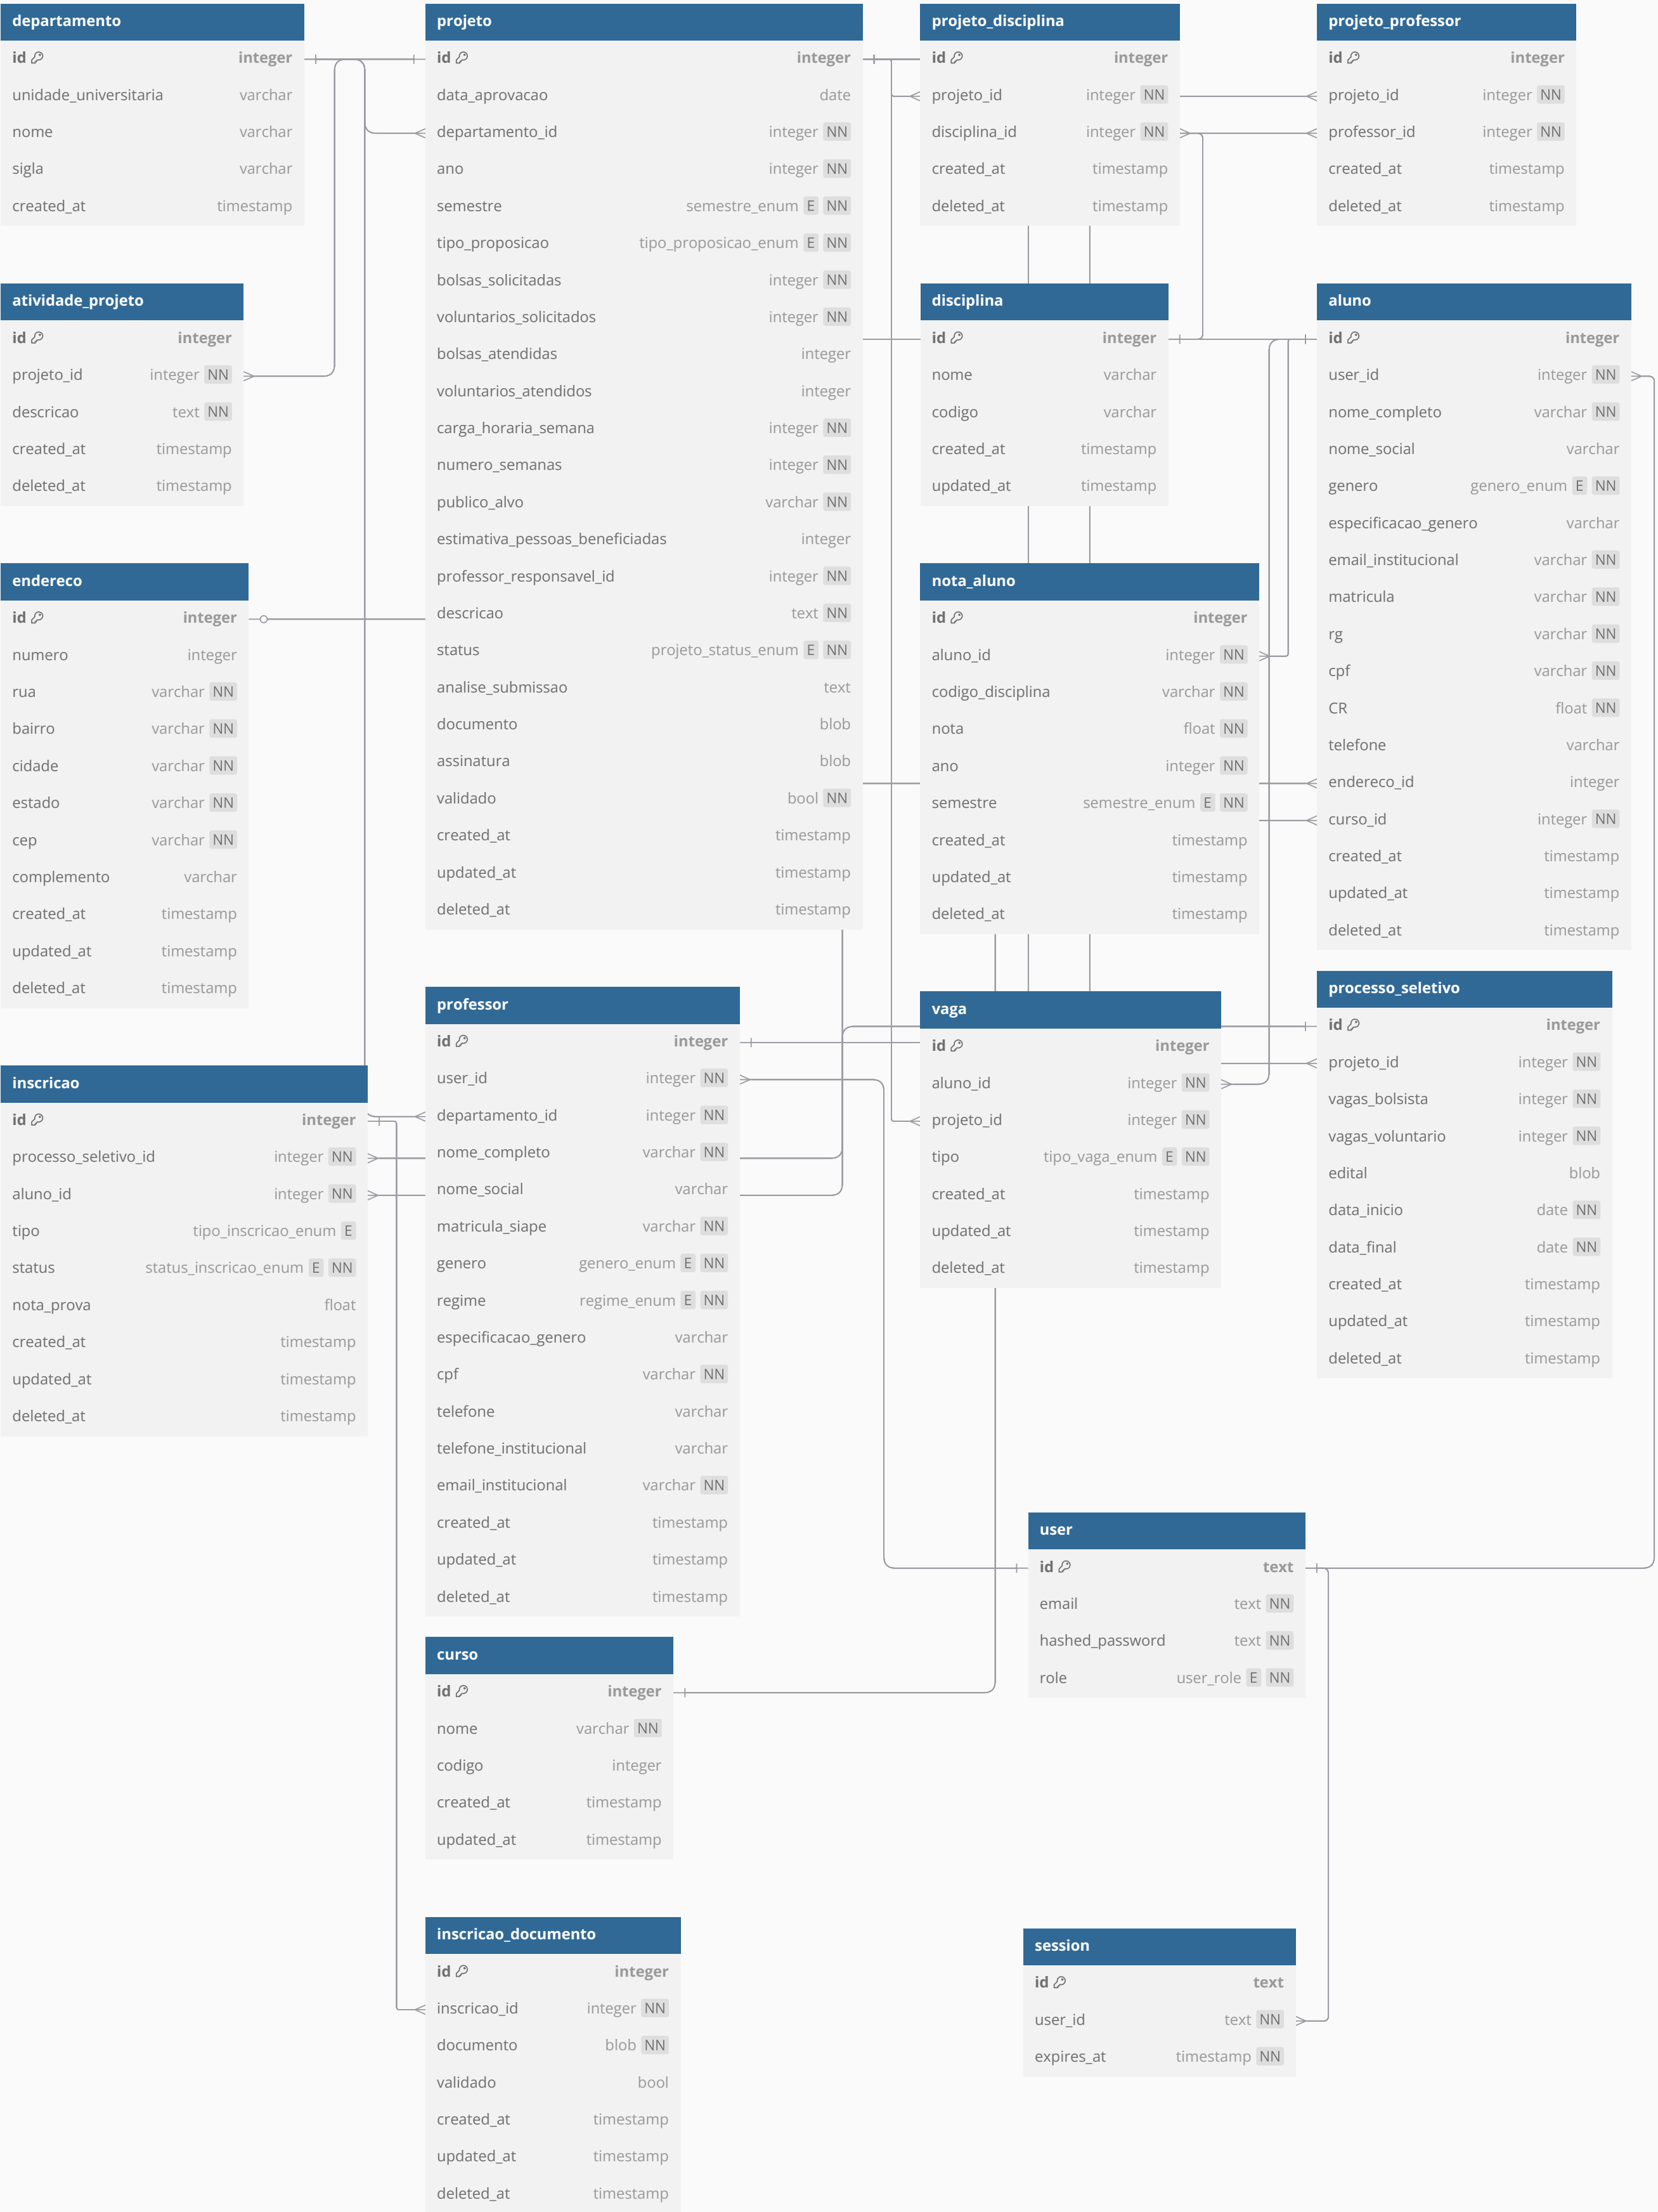 departamento
id integer
unidade_universitaria varchar
nome varchar
sigla varchar
created_at timestamp
projeto
id integer
data_aprovacao date
departamento_id integer NN
ano integer NN
semestre semestre_enum E NN
tipo_proposicao tipo_proposicao_enum E NN
bolsas_solicitadas integer NN
voluntarios_solicitados integer NN
bolsas_atendidas integer
voluntarios_atendidos integer
carga_horaria_semana integer NN
numero_semanas integer NN
publico_alvo varchar NN
estimativa_pessoas_beneficiadas integer
professor_responsavel_id integer NN
descricao text NN
status projeto_status_enum E NN
analise_submissao text
documento blob
assinatura blob
validado bool NN
created_at timestamp
updated_at timestamp
deleted_at timestamp
projeto_disciplina
id integer
projeto_id integer NN
disciplina_id integer NN
created_at timestamp
deleted_at timestamp
projeto_professor
id integer
projeto_id integer NN
professor_id integer NN
created_at timestamp
deleted_at timestamp
atividade_projeto
id integer
projeto_id integer NN
descricao text NN
created_at timestamp
deleted_at timestamp
disciplina
id integer
nome varchar
codigo varchar
created_at timestamp
updated_at timestamp
aluno
id integer
user_id integer NN
nome_completo varchar NN
nome_social varchar
genero genero_enum E NN
especificacao_genero varchar
email_institucional varchar NN
matricula varchar NN
rg varchar NN
cpf varchar NN
CR float NN
telefone varchar
endereco_id integer
curso_id integer NN
created_at timestamp
updated_at timestamp
deleted_at timestamp
endereco
id integer
numero integer
rua varchar NN
bairro varchar NN
cidade varchar NN
estado varchar NN
cep varchar NN
complemento varchar
created_at timestamp
updated_at timestamp
deleted_at timestamp
nota_aluno
id integer
aluno_id integer NN
codigo_disciplina varchar NN
nota float NN
ano integer NN
semestre semestre_enum E NN
created_at timestamp
updated_at timestamp
deleted_at timestamp
inscricao
id integer
processo_seletivo_id integer NN
aluno_id integer NN
tipo tipo_inscricao_enum E
status status_inscricao_enum E NN
nota_prova float
created_at timestamp
updated_at timestamp
deleted_at timestamp
professor
id integer
user_id integer NN
departamento_id integer NN
nome_completo varchar NN
nome_social varchar
matricula_siape varchar NN
genero genero_enum E NN
regime regime_enum E NN
especificacao_genero varchar
cpf varchar NN
telefone varchar
telefone_institucional varchar
email_institucional varchar NN
created_at timestamp
updated_at timestamp
deleted_at timestamp
vaga
id integer
aluno_id integer NN
projeto_id integer NN
tipo tipo_vaga_enum E NN
created_at timestamp
updated_at timestamp
deleted_at timestamp
processo_seletivo
id integer
projeto_id integer NN
vagas_bolsista integer NN
vagas_voluntario integer NN
edital blob
data_inicio date NN
data_final date NN
created_at timestamp
updated_at timestamp
deleted_at timestamp
user
id text
email text NN
hashed_password text NN
role user_role E NN
curso
id integer
nome varchar NN
codigo integer
created_at timestamp
updated_at timestamp
inscricao_documento
id integer
inscricao_id integer NN
documento blob NN
validado bool
created_at timestamp
updated_at timestamp
deleted_at timestamp
session
id text
user_id text NN
expires_at timestamp NN